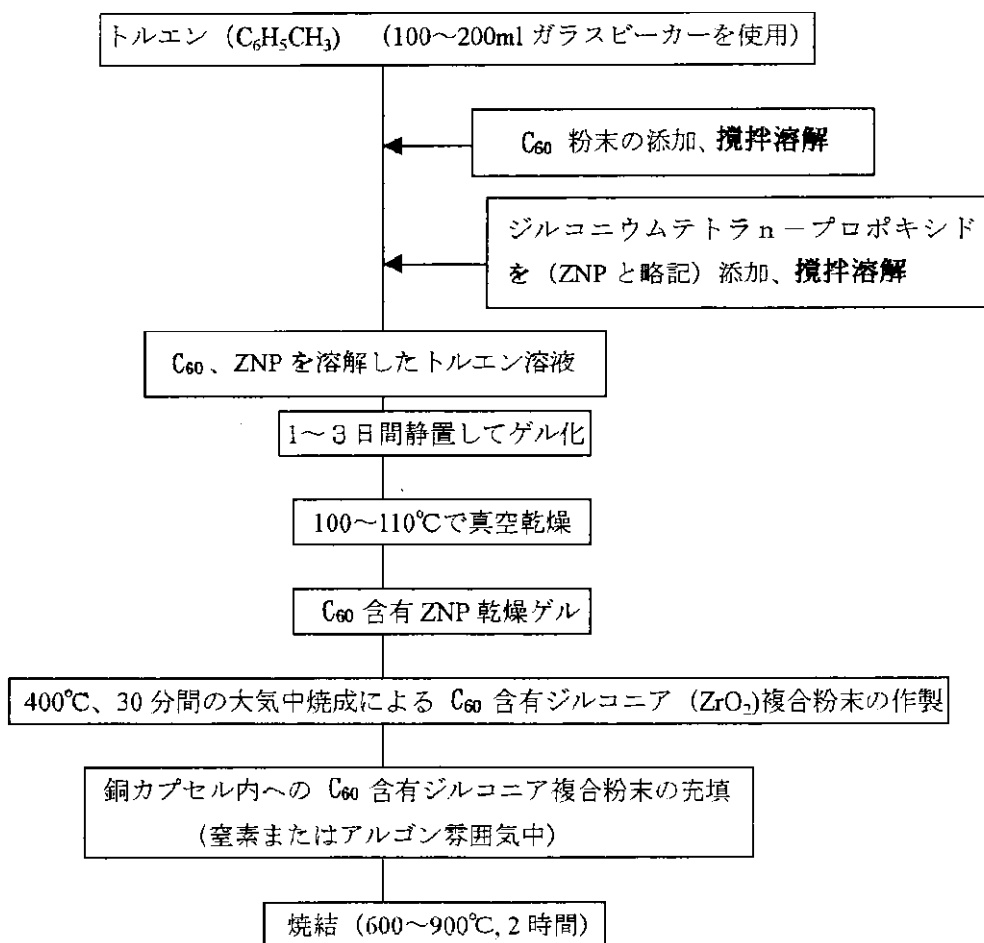 トルエン (C₆H₅CH₃) (100～200ml ガラスビーカーを使用)
C₆₀ 粉末の添加、攪拌溶解
ジルコニウムテトラn－プロポキシド
を (ZNP と略記) 添加、攪拌溶解
C₆₀、ZNP を溶解したトルエン溶液
1～3日間静置してゲル化
100～110℃で真空乾燥
C₆₀ 含有 ZNP 乾燥ゲル
400℃、30 分間の大気中焼成による C₆₀ 含有ジルコニア (ZrO₂)複合粉末の作製
銅カプセル内への C₆₀ 含有ジルコニア複合粉末の充填
(窒素またはアルゴン雰囲気中)
焼結 (600～900℃, 2 時間)